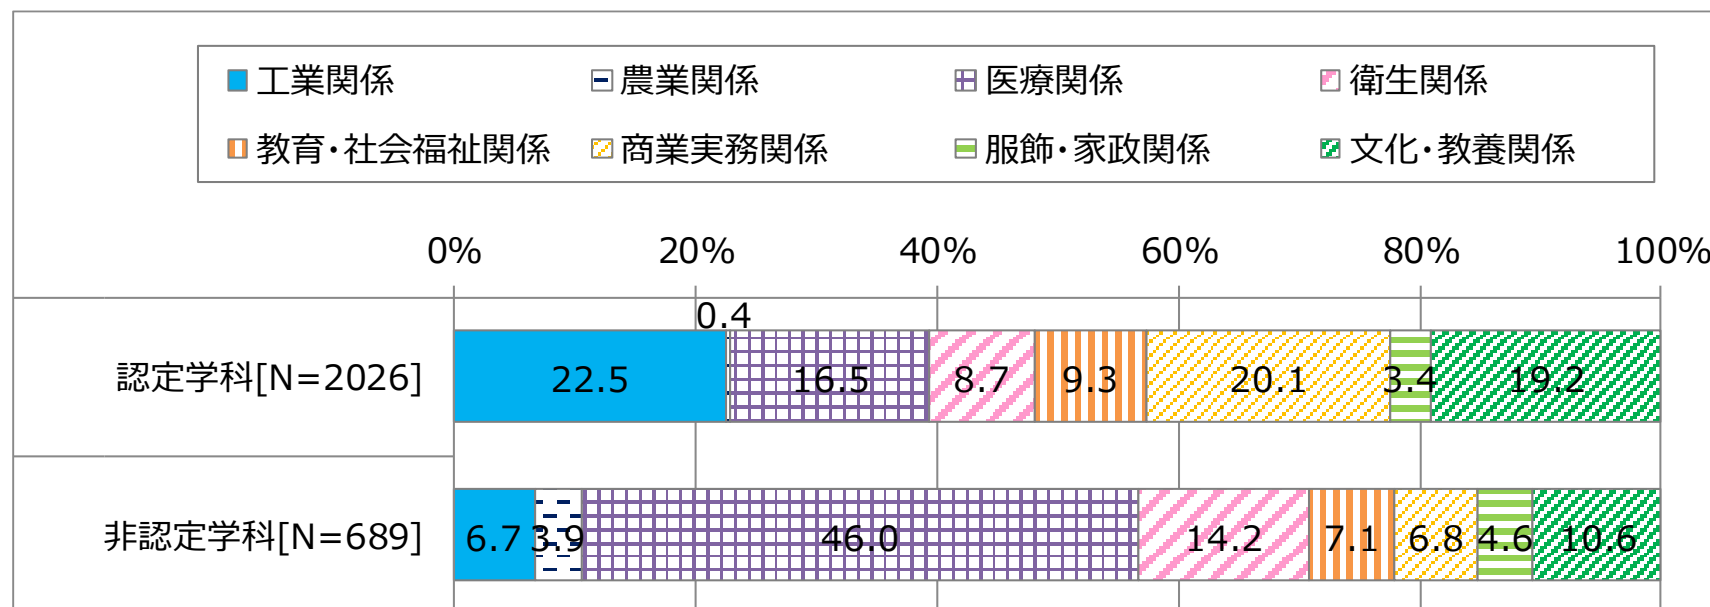 工業関係 農業関係 医療関係 衛生関係
教育・社会福祉関係 商業実務関係 服飾・家政関係 文化・教養関係
0% 20% 40% 60% 80% 100%
0.4
認定学科[N=2026] 22.5 16.5 8.7 9.3 20.1 3.4 19.2
非認定学科[N=689] 6.7 3.9 46.0 14.2 7.1 6.8 4.6 10.6